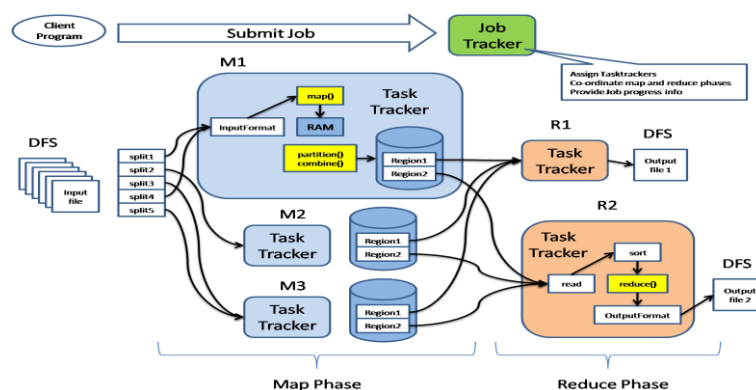 Client
Program
Submit Job
Job
Tracker
Assign Tasktrackers
Co-ordinate map and reduce phases
Provide Job progress info
M1
map()
Task
Tracker
InputFormat
RAM
partition()
combine()
Region1
Region2
DFS
Input
file
split1
split2
split3
split4
split5
M2
Task
Tracker
Region1
Region2
M3
Task
Tracker
Region1
Region2
R1
Task
Tracker
DFS
Output
file 1
R2
Task
Tracker
sort
read
reduce()
OutputFormat
DFS
Output
file 2
Map Phase
Reduce Phase